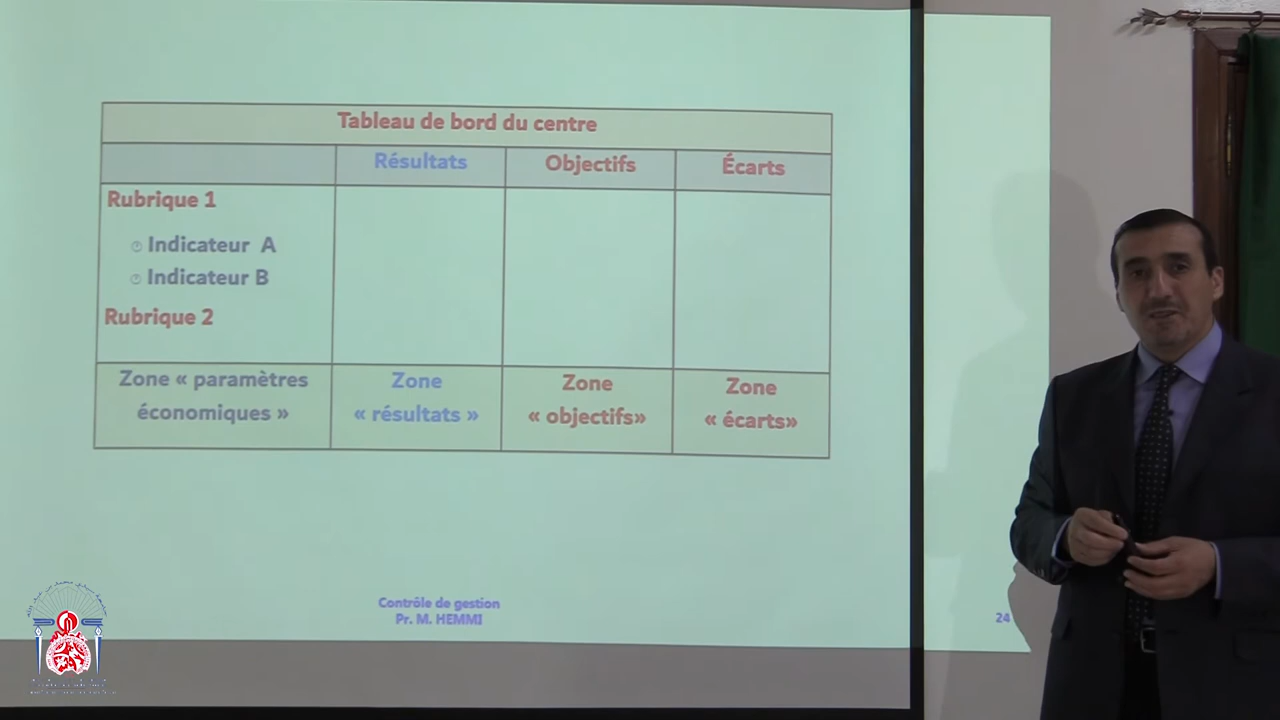 Tableau de bord du centre
Résultats
Objectifs
Écarts
Rubrique 1
Indicateur A
Indicateur B
Rubrique 2
Zone « paramètres
économiques »
Zone
« résultats »
Zone
« objectifs»
Zone
« écarts»
Contrôle de gestion
Pr. M. HEMMI
24